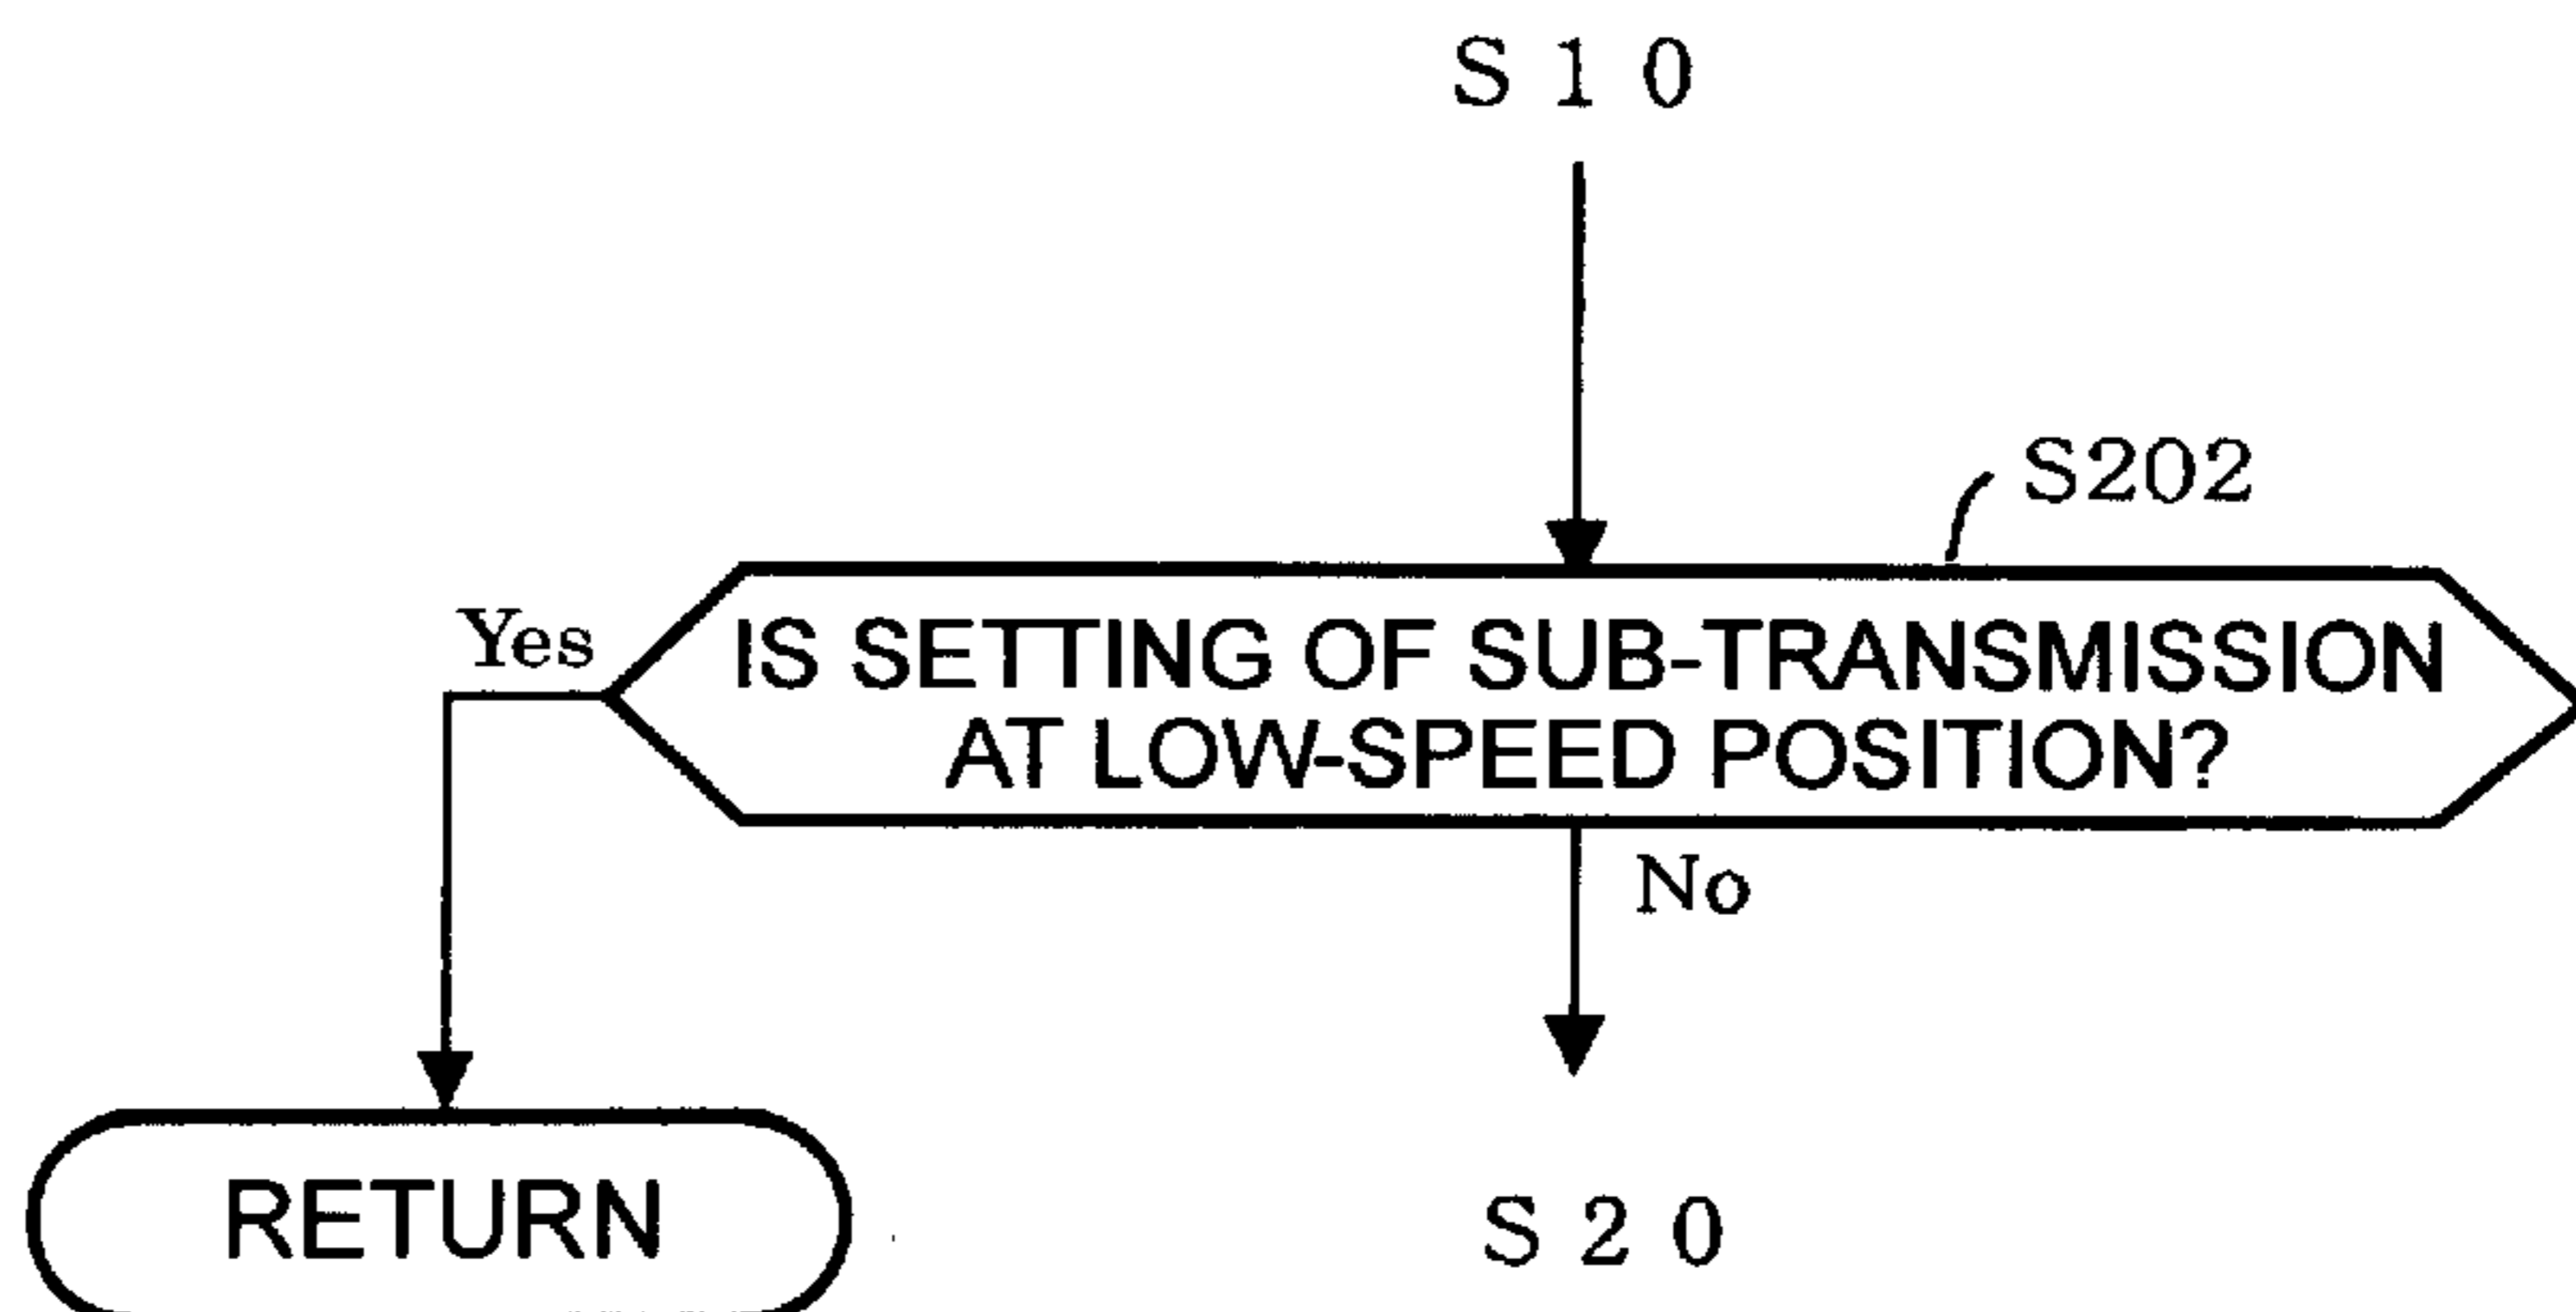 S 1 0
S202
Yes
IS SETTING OF SUB-TRANSMISSION
AT LOW-SPEED POSITION?
No
RETURN
S 2 0